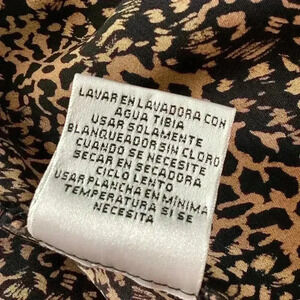 LAVAR EN LAVADORA CON
AGUA TIBIA
USAR SOLAMENTE
BLANQUEADOR SIN CLORO
CUANDO SE NECESITE
SECAR EN SECADORA
CICLO LENTO
USAR PLANCHA EN MINIMA
TEMPERATURA SI SE
NECESITA